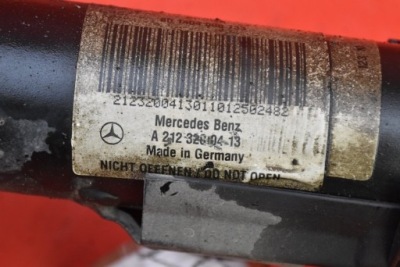 2123200413011012502482
Mercedes Benz
A 212 320 04 13
Made in Germany
NICHT OEFFNEN / DO NOT OPEN